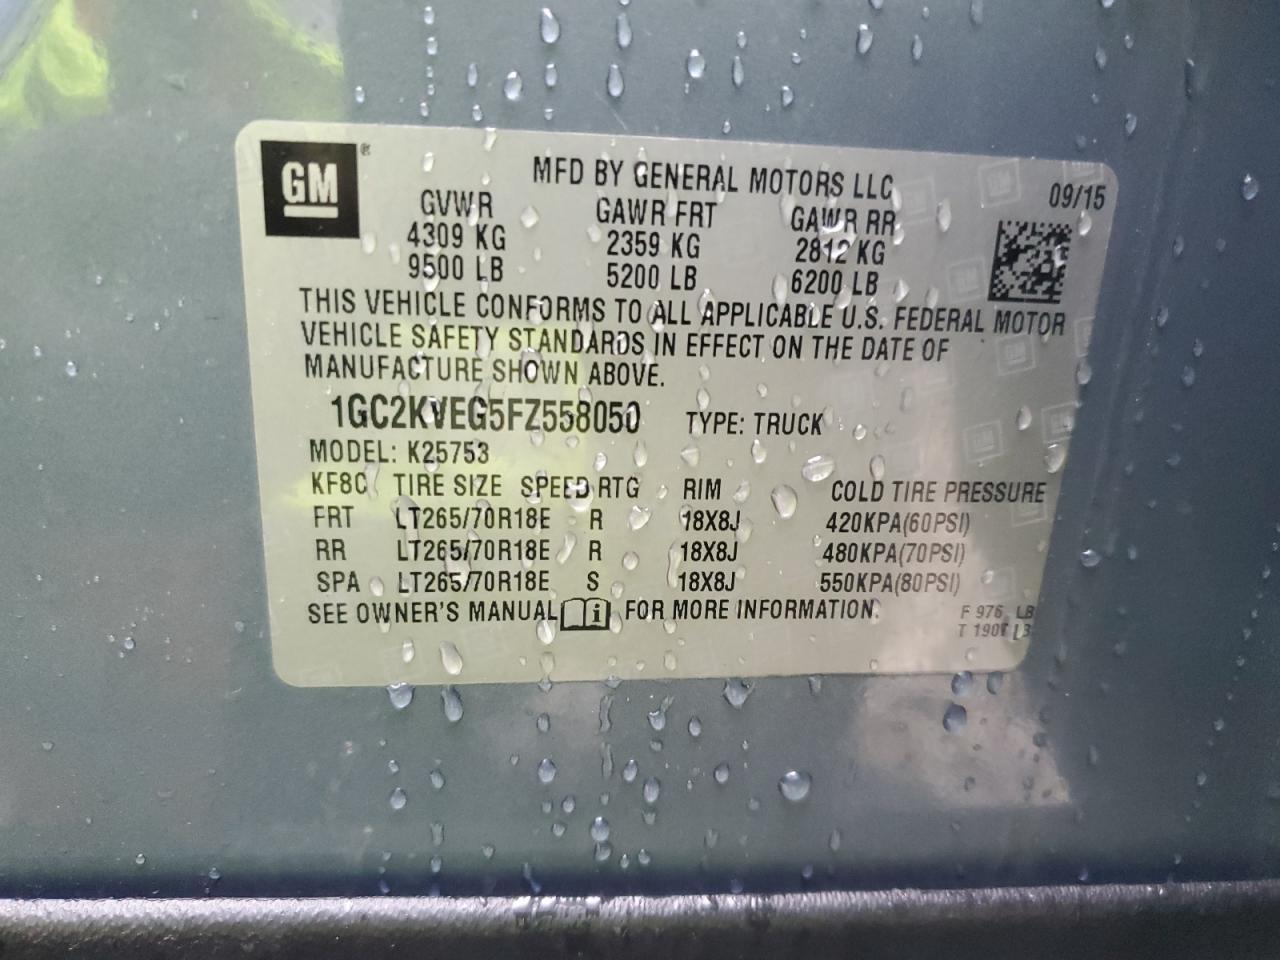 GM ®
MFD BY GENERAL MOTORS LLC
09/15
GVWR GAWR FRT GAWR RR
4309 KG 2359 KG 2812 KG
9500 LB 5200 LB 6200 LB
THIS VEHICLE CONFORMS TO ALL APPLICABLE U.S. FEDERAL MOTOR
VEHICLE SAFETY STANDARDS IN EFFECT ON THE DATE OF
MANUFACTURE SHOWN ABOVE.
1GC2KVEG5FZ558050 TYPE: TRUCK
MODEL: K25753
KF8C TIRE SIZE SPEED RTG RIM COLD TIRE PRESSURE
FRT LT265/70R18E R 18X8J 420KPA(60PSI)
RR LT265/70R18E R 18X8J 480KPA(70PSI)
SPA LT265/70R18E S 18X8J 550KPA(80PSI)
SEE OWNER'S MANUAL i FOR MORE INFORMATION.
F 976 LB
T 1907 LB